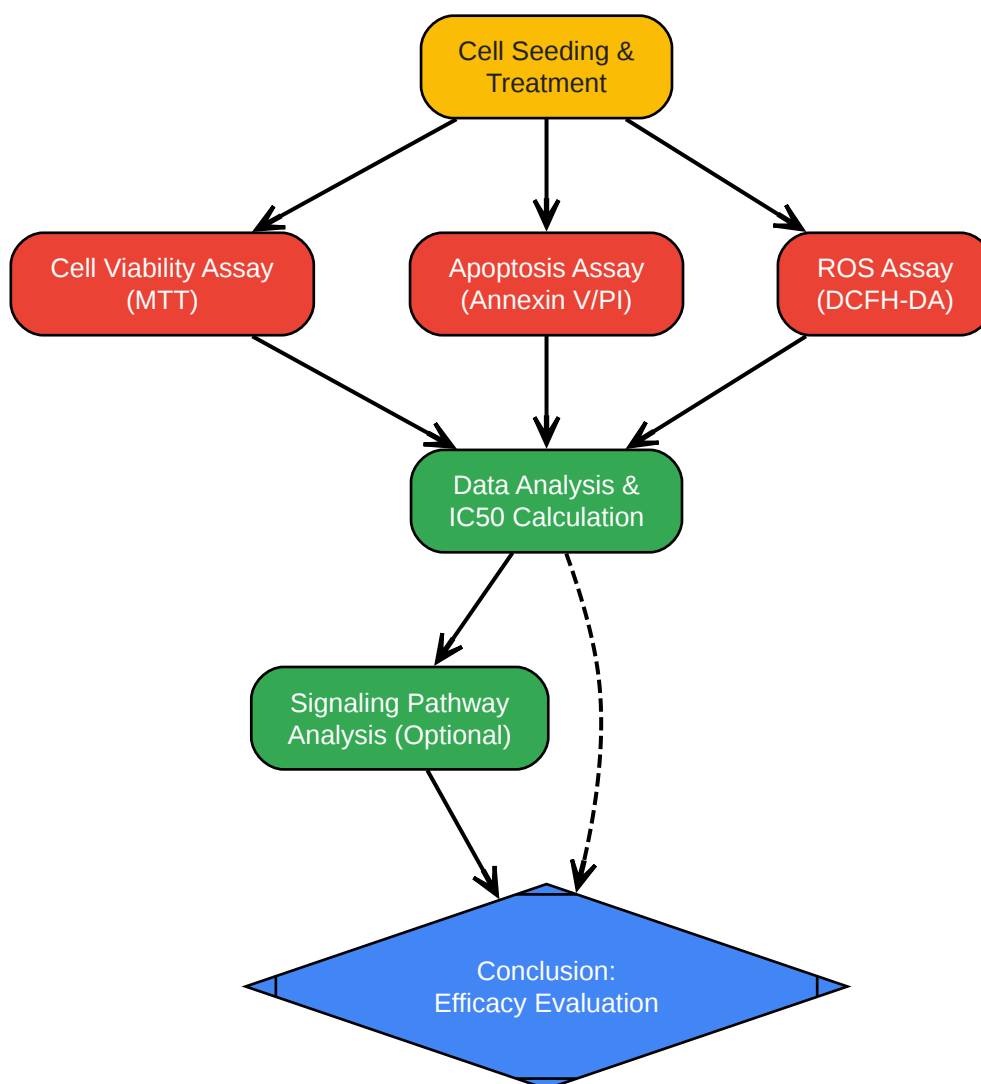 Cell Seeding &
Treatment
Cell Viability Assay
(MTT)
Apoptosis Assay
(Annexin V/PI)
ROS Assay
(DCFH-DA)
Data Analysis &
IC50 Calculation
Signaling Pathway
Analysis (Optional)
Conclusion:
Efficacy Evaluation